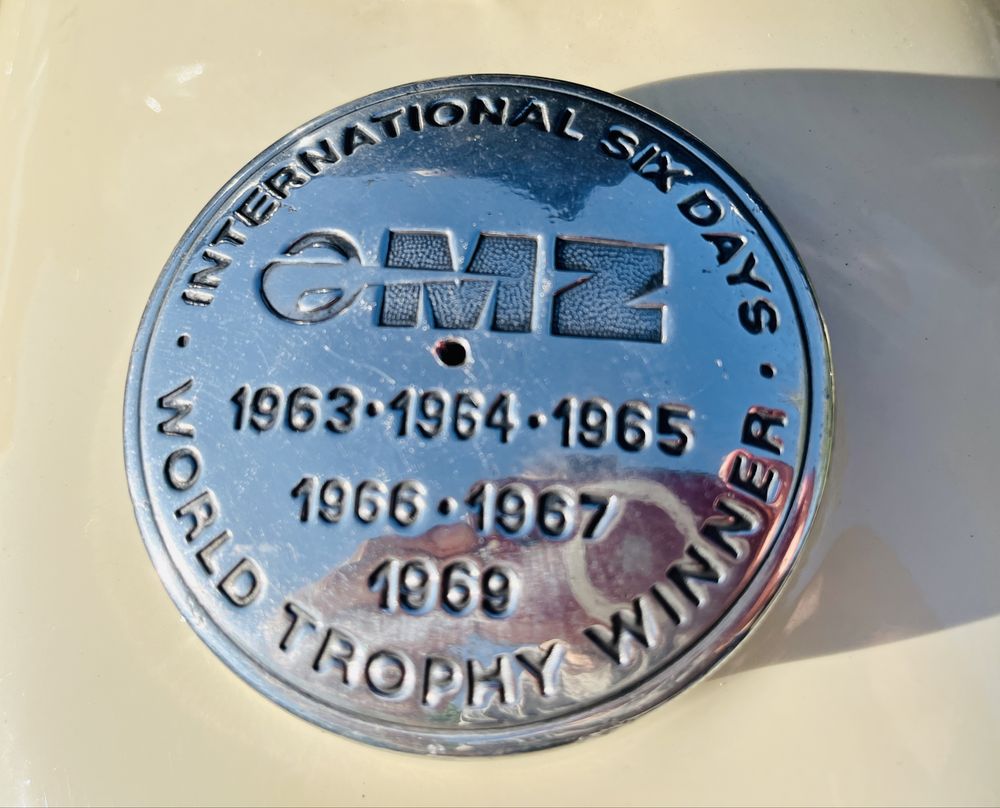 INTERNATIONAL SIX DAYS
MZ
1963·1964·1965
1966·1967
1969
WORLD TROPHY WINNER